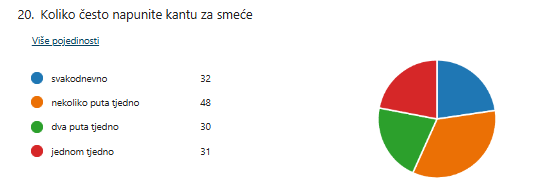 20. Koliko često napunite kantu za smeće
Više pojedinosti
svakodnevno 32
nekoliko puta tjedno 48
dva puta tjedno 30
jednom tjedno 31